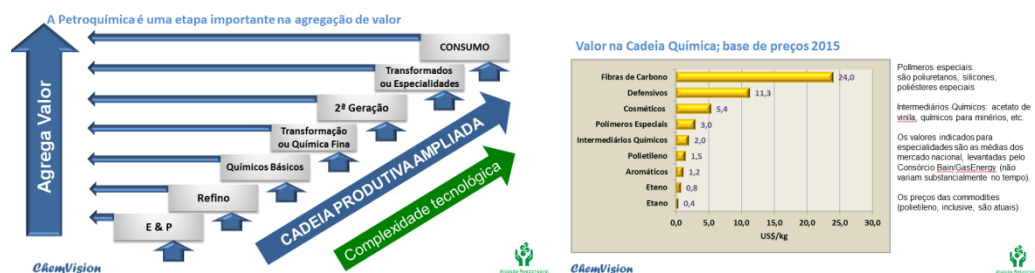 A Petroquímica é uma etapa importante na agregação de valor
Agrega Valor
CONSUMO
Transformados
ou Especialidades
2ª Geração
Transformação
ou Química Fina
Químicos Básicos
Refino
E & P
CADEIA PRODUTIVA AMPLIADA
Complexidade tecnológica
ChemVision
Atuação Responsável
Valor na Cadeia Química; base de preços 2015
Fibras de Carbono 24,0
Defensivos 11,3
Cosméticos 5,4
Polímeros Especiais 3,0
Intermediários Químicos 2,0
Polietileno 1,5
Aromáticos 1,2
Eteno 0,8
Etano 0,4
0,0 5,0 10,0 15,0 20,0 25,0 30,0
US$/kg
Polímeros especiais:
são poliuretanos, silicones,
poliésteres especiais
Intermediários Químicos: acetato de
vinila, químicos para minérios, etc.
Os valores indicados para
especialidades são as médias dos
mercado nacional, levantadas pelo
Consórcio Bain/GasEnergy (não
variam substancialmente no tempo).
Os preços das commodities
(polietileno, inclusive, são atuais)
ChemVision
Atuação Responsável